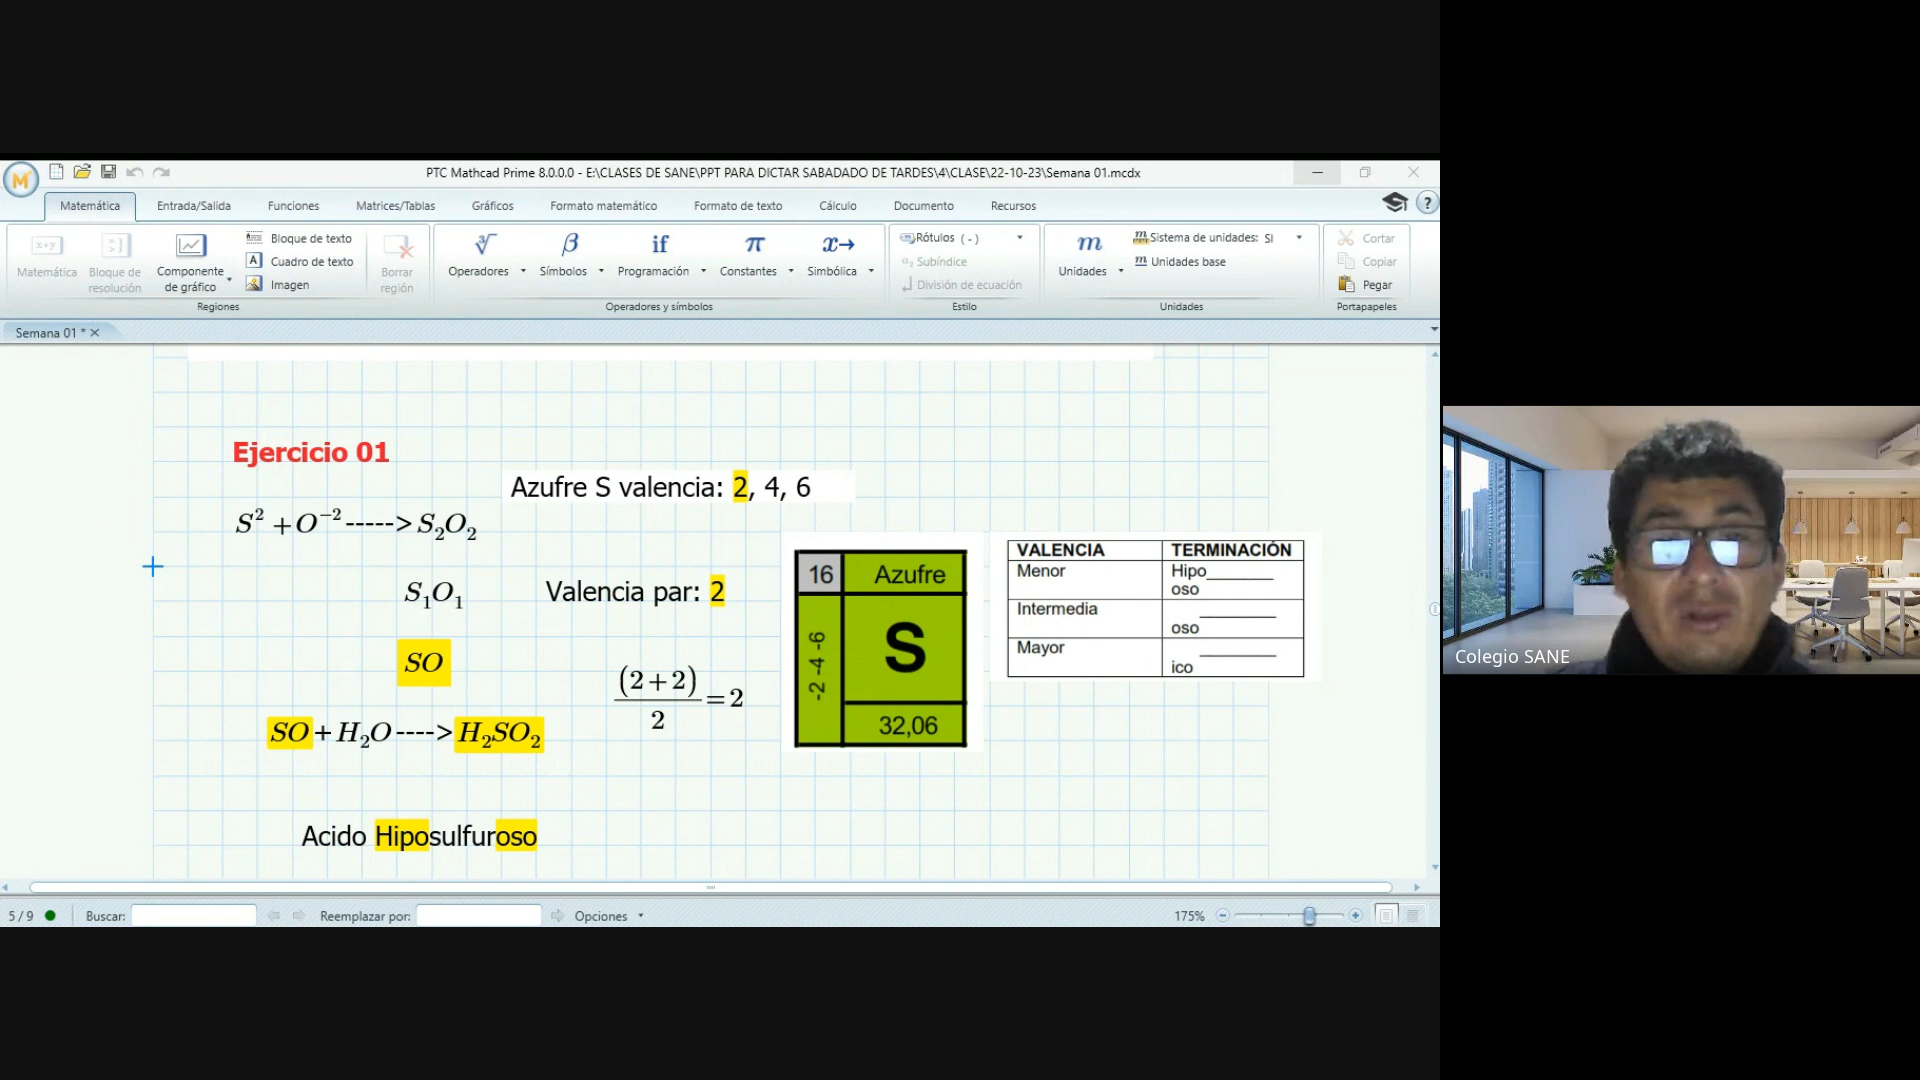 PTC Mathcad Prime 8.0.0.0 - E:\CLASES DE SANE\PPT PARA DICTAR SABADADO DE TARDES\4\CLASE\22-10-23\Semana 01.mcdx
Matemática Entrada/Salida Funciones Matrices/Tablas Gráficos Formato matemático Formato de texto Cálculo Documento Recursos
Matemática
Bloque de resolución
Componente de gráfico
Bloque de texto
Cuadro de texto
Imagen
Borrar región
Regiones
Operadores
Símbolos
Programación
Constantes
Simbólica
Operadores y símbolos
Rótulos ( - )
Subíndice
División de ecuación
Estilo
Unidades
Sistema de unidades: SI
Unidades base
Unidades
Cortar
Copiar
Pegar
Portapapeles
Semana 01 *
Ejercicio 01
Azufre S valencia: 2, 4, 6
S² + O⁻² -----> S₂O₂
S₁O₁
Valencia par: 2
SO
(2+2)/2 = 2
SO + H₂O ----> H₂SO₂
Acido Hiposulfuroso
16 Azufre
-2 -4 -6
S
32,06
VALENCIA TERMINACIÓN
Menor Hipo_______
oso
Intermedia ________
oso
Mayor ________
ico
Colegio SANE
5 / 9 Buscar: Reemplazar por: Opciones 175%